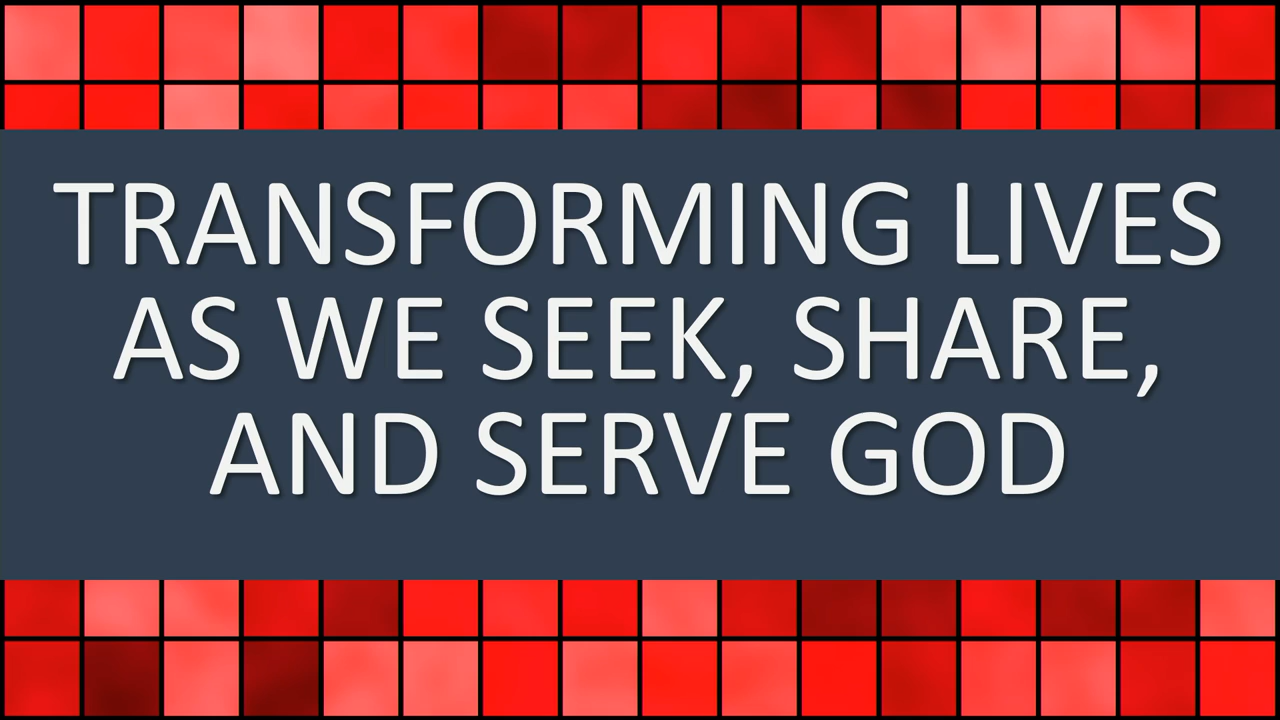 TRANSFORMING LIVES
AS WE SEEK, SHARE,
AND SERVE GOD